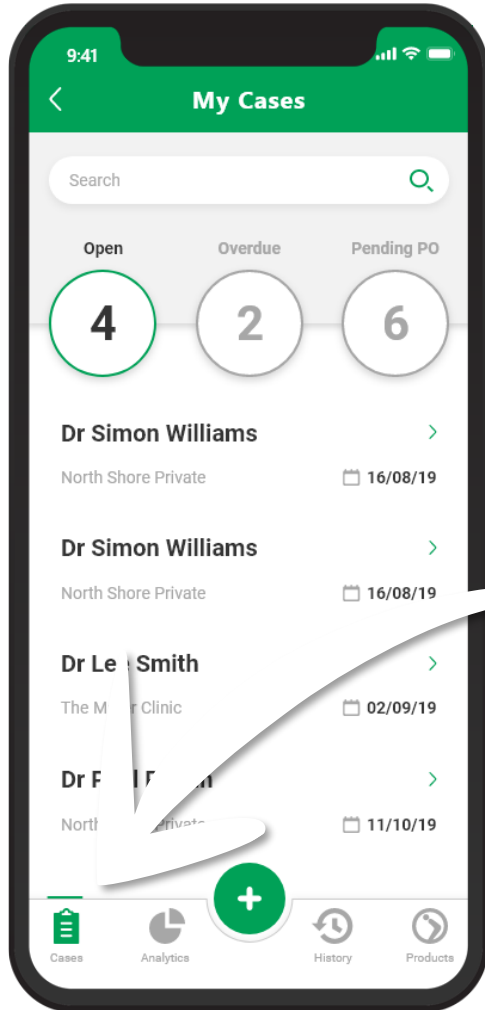 9:41
My Cases
Search
Open Overdue Pending PO
4 2 6
Dr Simon Williams
North Shore Private 16/08/19
Dr Simon Williams
North Shore Private 16/08/19
Dr Smith
The Clinic 02/09/19
Dr
Private 11/10/19
Cases Analytics History Products